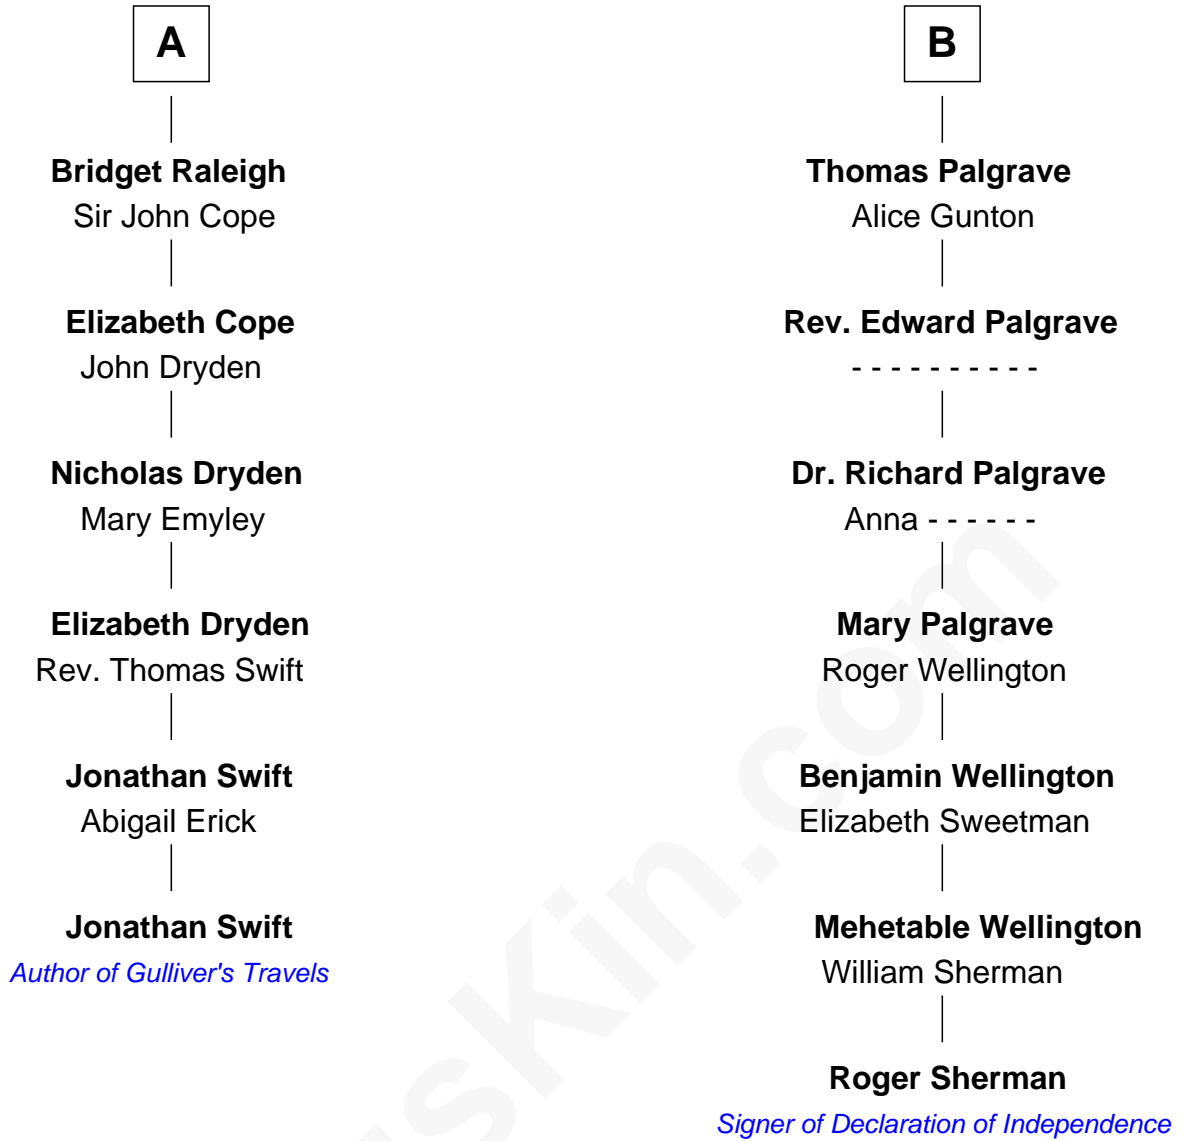 A
Bridget Raleigh
Sir John Cope
Elizabeth Cope
John Dryden
Nicholas Dryden
Mary Emyley
Elizabeth Dryden
Rev. Thomas Swift
Jonathan Swift
Abigail Erick
Jonathan Swift
Author of Gulliver's Travels
B
Thomas Palgrave
Alice Gunton
Rev. Edward Palgrave
- - - - - - - - - -
Dr. Richard Palgrave
Anna - - - - - -
Mary Palgrave
Roger Wellington
Benjamin Wellington
Elizabeth Sweetman
Mehetable Wellington
William Sherman
Roger Sherman
Signer of Declaration of Independence